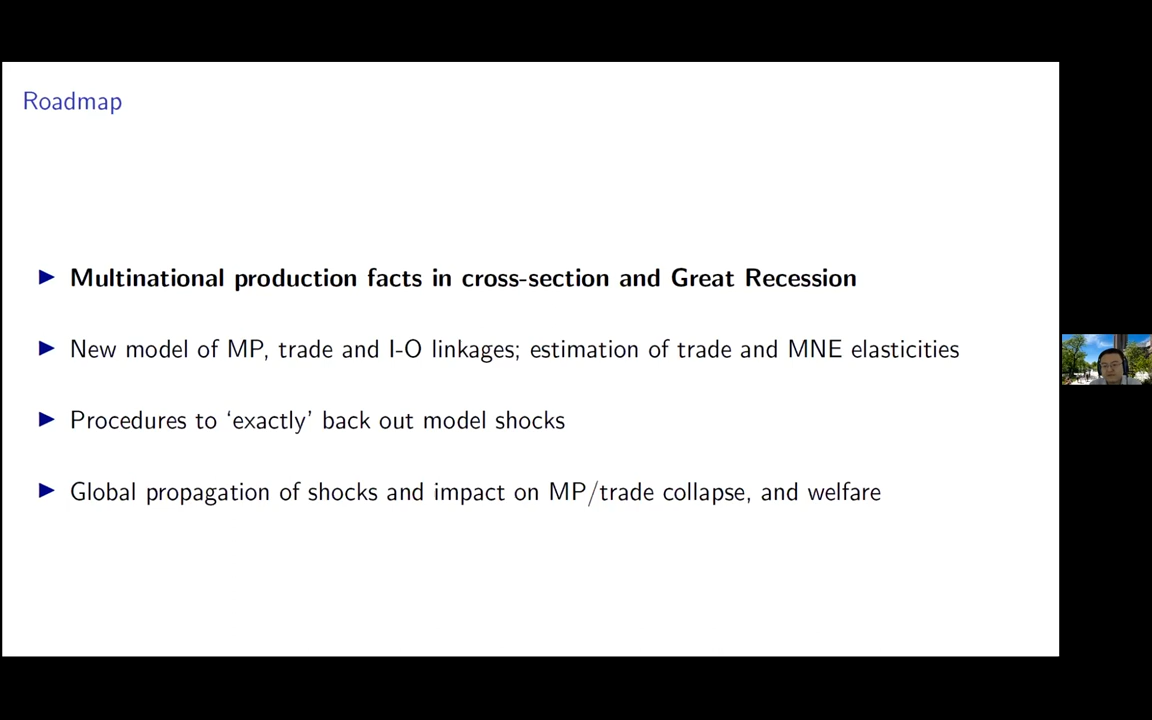 Roadmap
Multinational production facts in cross-section and Great Recession
New model of MP, trade and I-O linkages; estimation of trade and MNE elasticities
Procedures to ‘exactly’ back out model shocks
Global propagation of shocks and impact on MP/trade collapse, and welfare